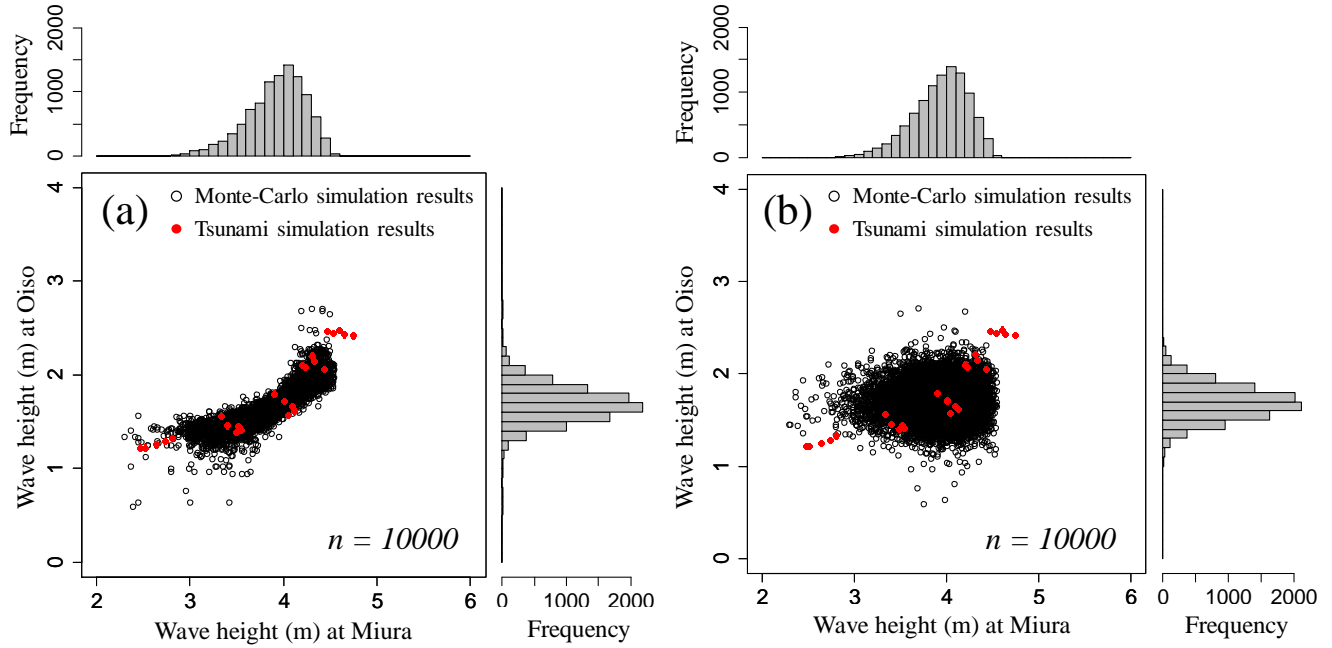 2000
1000
0
Frequency
(a)
Monte-Carlo simulation results
Tsunami simulation results
4
3
2
1
0
Wave height (m) at Oiso
n = 10000
2 3 4 5 6
Wave height (m) at Miura
0 1000 2000
Frequency
2000
1000
0
Frequency
(b)
Monte-Carlo simulation results
Tsunami simulation results
4
3
2
1
0
Wave height (m) at Oiso
n = 10000
2 3 4 5 6
Wave height (m) at Miura
0 1000 2000
Frequency